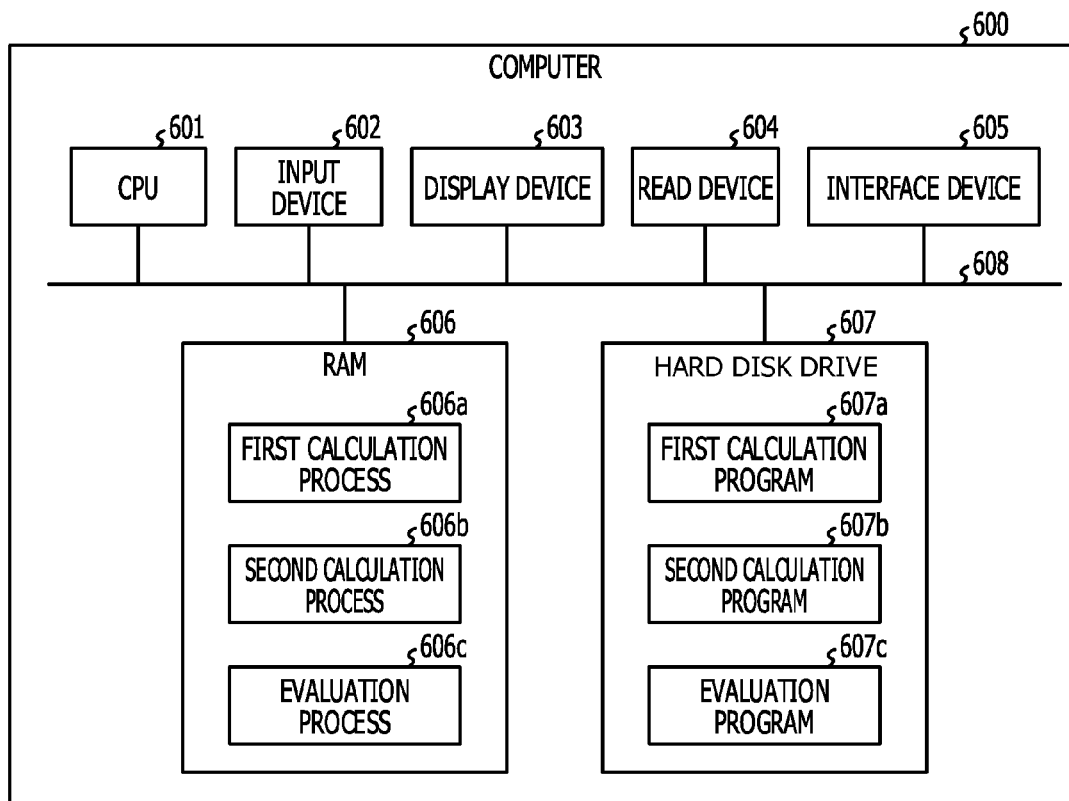 600
COMPUTER
601
602
603
604
605
CPU
INPUT
DEVICE
DISPLAY DEVICE
READ DEVICE
INTERFACE DEVICE
608
606
607
RAM
HARD DISK DRIVE
606a
607a
FIRST CALCULATION
PROCESS
FIRST CALCULATION
PROGRAM
606b
607b
SECOND CALCULATION
PROCESS
SECOND CALCULATION
PROGRAM
606c
607c
EVALUATION
PROCESS
EVALUATION
PROGRAM